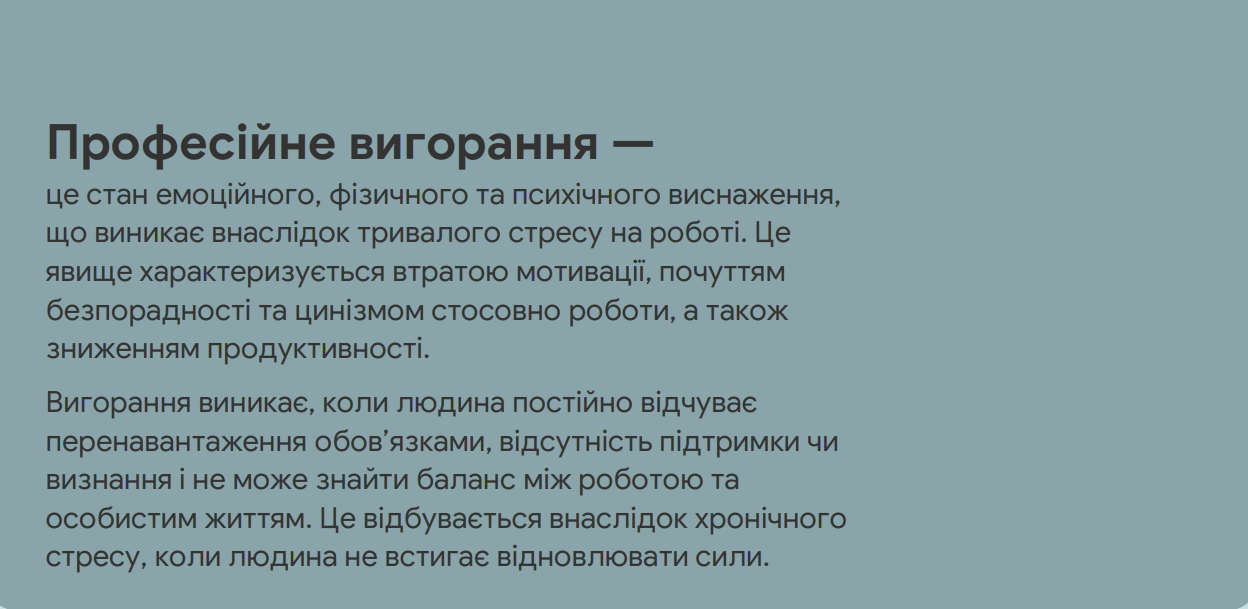 Професійне вигорання —
це стан емоційного, фізичного та психічного виснаження,
що виникає внаслідок тривалого стресу на роботі. Це
явище характеризується втратою мотивації, почуттям
безпорадності та цинізмом стосовно роботи, а також
зниженням продуктивності.
Вигорання виникає, коли людина постійно відчуває
перенавантаження обов’язками, відсутність підтримки чи
визнання і не може знайти баланс між роботою та
особистим життям. Це відбувається внаслідок хронічного
стресу, коли людина не встигає відновлювати сили.